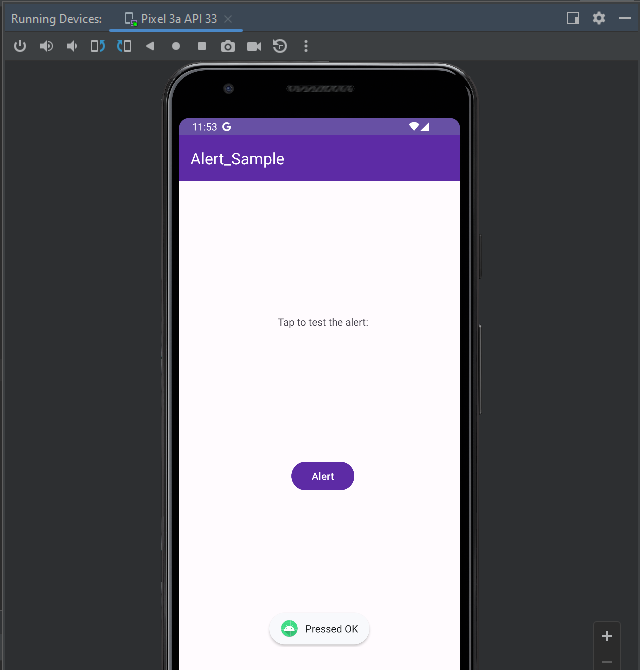 Running Devices: Pixel 3a API 33
11:53 G
Alert_Sample
Tap to test the alert:
Alert
Pressed OK